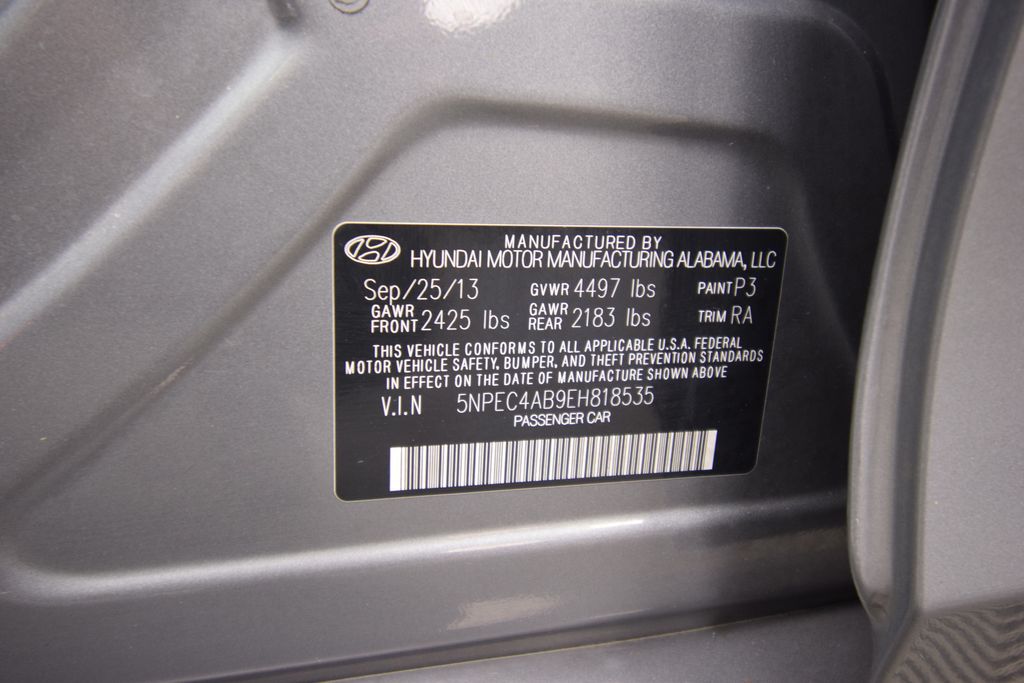 MANUFACTURED BY
HYUNDAI MOTOR MANUFACTURING ALABAMA, LLC
Sep/25/13 GVWR 4497 lbs PAINT P3
GAWR FRONT 2425 lbs GAWR REAR 2183 lbs TRIM RA
THIS VEHICLE CONFORMS TO ALL APPLICABLE U.S.A. FEDERAL
MOTOR VEHICLE SAFETY, BUMPER, AND THEFT PREVENTION STANDARDS
IN EFFECT ON THE DATE OF MANUFACTURE SHOWN ABOVE
V.I.N 5NPEC4AB9EH818535
PASSENGER CAR